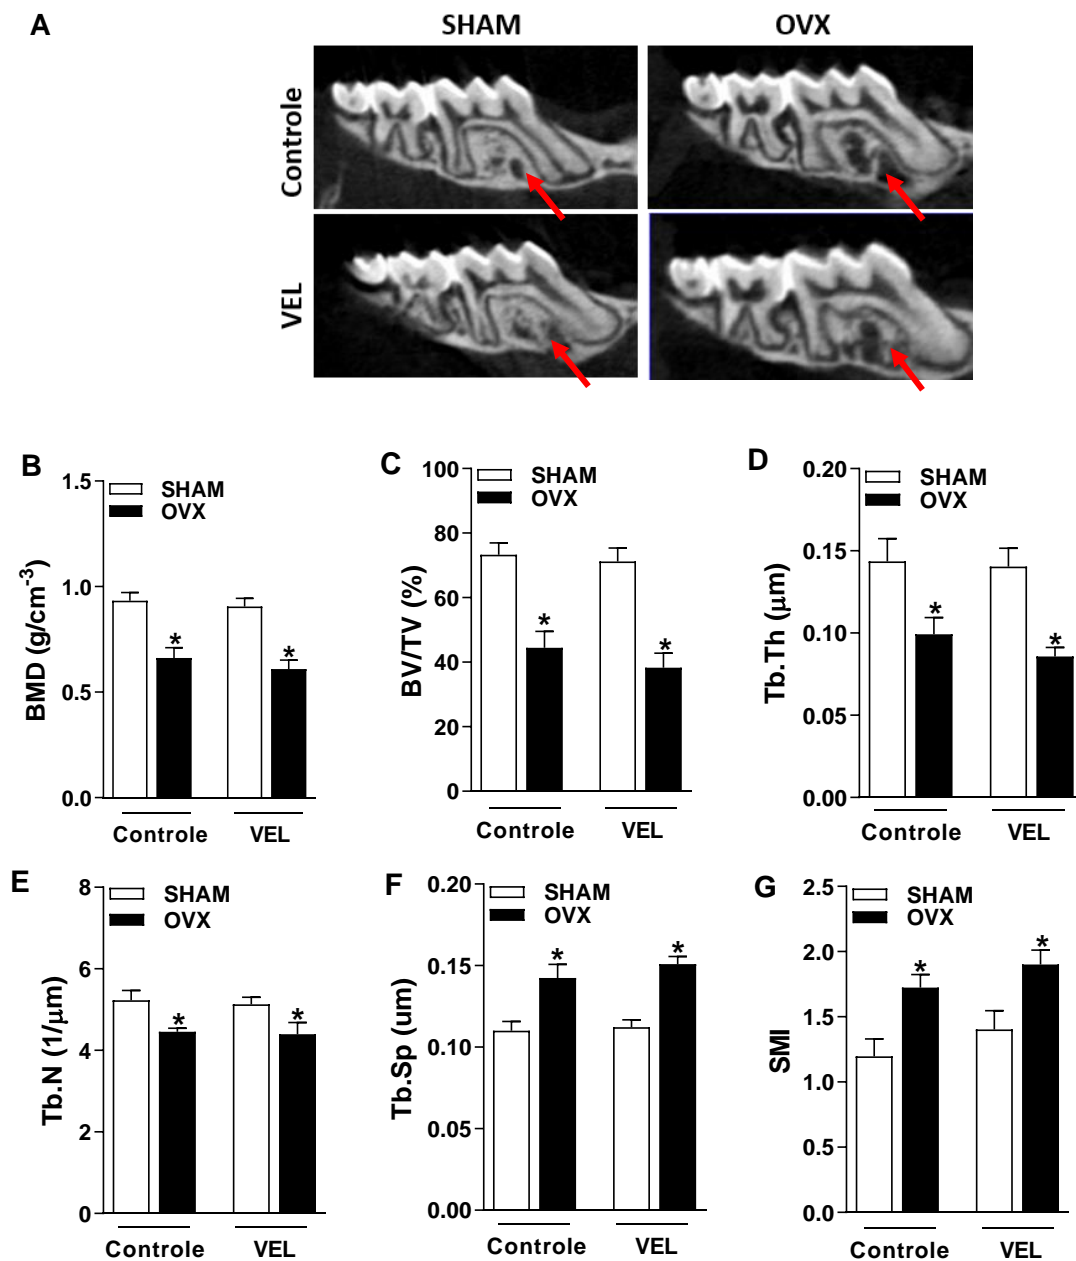 A
SHAM OVX
Controle
VEL
B
SHAM
OVX
BMD (g/cm-3)
1.5
1.0
0.5
0.0
*
*
Controle VEL
C
SHAM
OVX
BV/TV (%)
100
80
60
40
20
0
*
*
Controle VEL
D
SHAM
OVX
Tb.Th (μm)
0.20
0.15
0.10
0.05
0.00
*
*
Controle VEL
E
SHAM
OVX
Tb.N (1/μm)
8
6
4
2
0
*
*
Controle VEL
F
SHAM
OVX
Tb.Sp (um)
0.20
0.15
0.10
0.05
0.00
*
*
Controle VEL
G
SHAM
OVX
SMI
2.5
2.0
1.5
1.0
0.5
0.0
*
*
Controle VEL